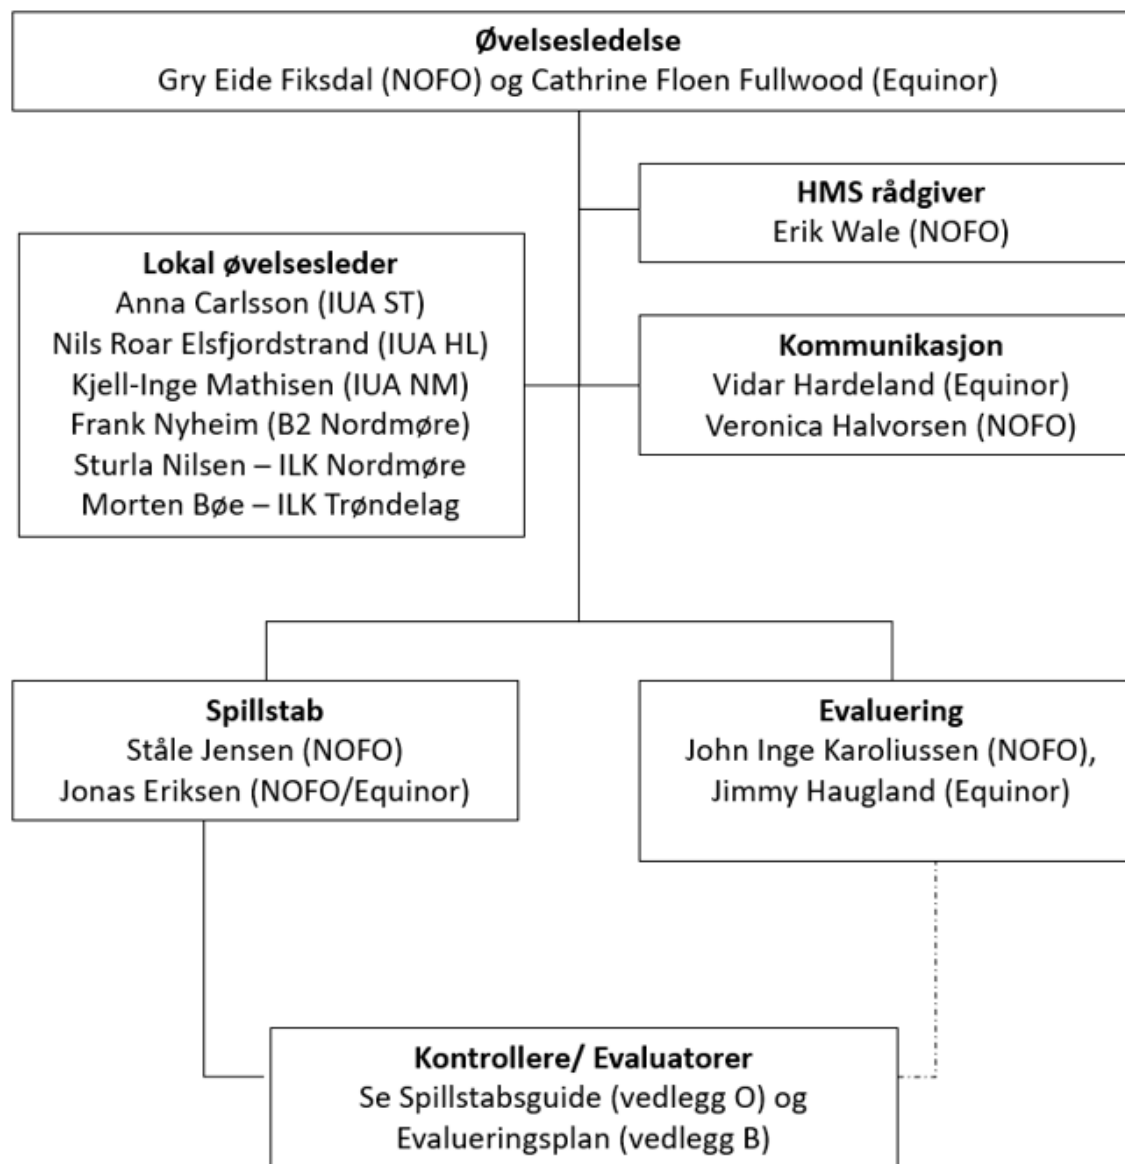 Øvelsesledelse
Gry Eide Fiksdal (NOFO) og Cathrine Floen Fullwood (Equinor)
HMS rådgiver
Erik Wale (NOFO)
Lokal øvelsesleder
Anna Carlsson (IUA ST)
Nils Roar Elsfjordstrand (IUA HL)
Kjell-Inge Mathisen (IUA NM)
Frank Nyheim (B2 Nordmøre)
Sturla Nilsen – ILK Nordmøre
Morten Bøe – ILK Trøndelag
Kommunikasjon
Vidar Hardeland (Equinor)
Veronica Halvorsen (NOFO)
Spillstab
Ståle Jensen (NOFO)
Jonas Eriksen (NOFO/Equinor)
Evaluering
John Inge Karoliussen (NOFO),
Jimmy Haugland (Equinor)
Kontrollere/ Evaluatorer
Se Spillstabsguide (vedlegg O) og
Evalueringsplan (vedlegg B)